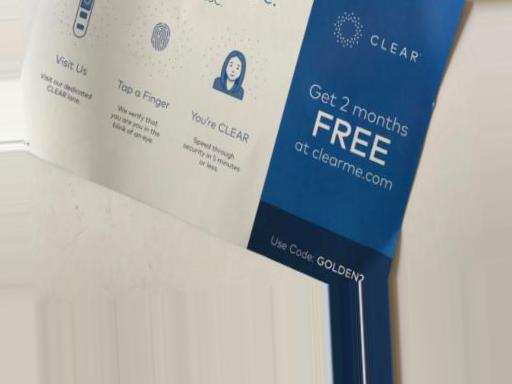 Visit Us
Visit our dedicated
CLEAR lane.
Tap a Finger
We verify that
you are you in the
blink of an eye.
You're CLEAR
Speed through
security in 5 minutes
or less.
CLEAR
Get 2 months
FREE
at clearme.com
Use Code: GOLDEN2